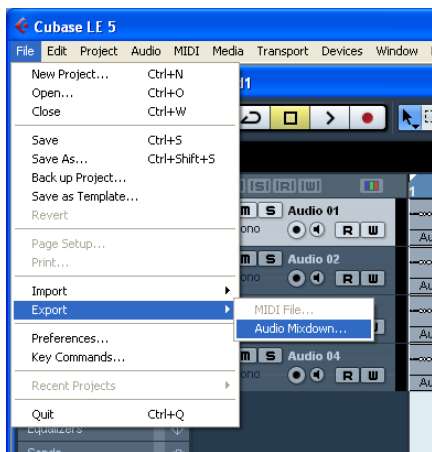 Cubase LE 5
File Edit Project Audio MIDI Media Transport Devices Window
New Project... Ctrl+N
Open... Ctrl+O
Close Ctrl+W
Save Ctrl+S
Save As... Ctrl+Shift+S
Back up Project...
Save as Template...
Revert
Page Setup...
Print...
Import
Export
MIDI File...
Audio Mixdown...
Preferences...
Key Commands...
Recent Projects
Quit Ctrl+Q
1
m S Audio 01
R W
m S Audio 02
R W
m S Audio 04
R W
Equalizers